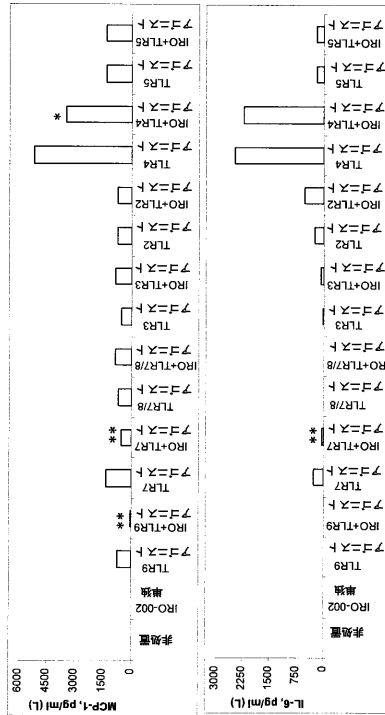 MCP-1, pg/ml (L)
6000
4500
3000
1500
0
**
**
*
非処置
IRO-002
単独
TLR9
アゴニスト
IRO+TLR9
アゴニスト
TLR7
アゴニスト
IRO+TLR7
アゴニスト
TLR7/8
アゴニスト
IRO+TLR7/8
アゴニスト
TLR3
アゴニスト
IRO+TLR3
アゴニスト
TLR2
アゴニスト
IRO+TLR2
アゴニスト
TLR4
アゴニスト
IRO+TLR4
アゴニスト
TLR5
アゴニスト
IRO+TLR5
アゴニスト
IL-6, pg/ml (L)
3000
2250
1500
750
0
**
非処置
IRO-002
単独
TLR9
アゴニスト
IRO+TLR9
アゴニスト
TLR7
アゴニスト
IRO+TLR7
アゴニスト
TLR7/8
アゴニスト
IRO+TLR7/8
アゴニスト
TLR3
アゴニスト
IRO+TLR3
アゴニスト
TLR2
アゴニスト
IRO+TLR2
アゴニスト
TLR4
アゴニスト
IRO+TLR4
アゴニスト
TLR5
アゴニスト
IRO+TLR5
アゴニスト